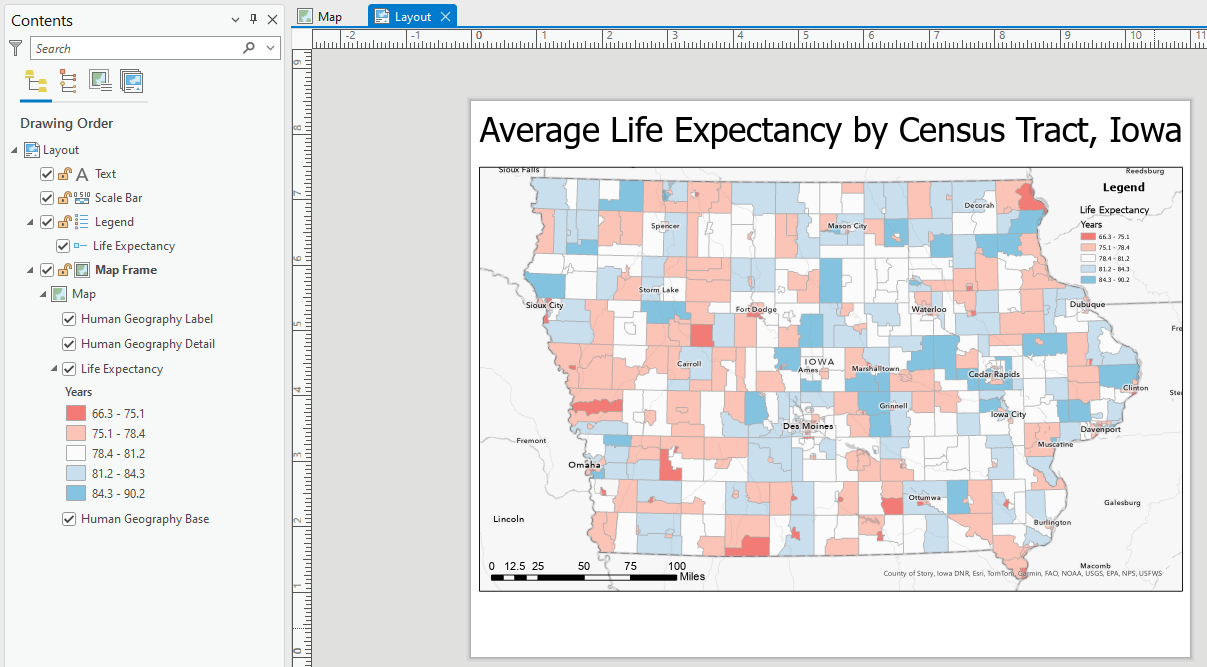 Contents
Map
Layout
Search
-2 -1 0 1 2 3 4 5 6 7 8 9 10 11
Drawing Order
Layout
Text
Scale Bar
Legend
Life Expectancy
Map Frame
Map
Human Geography Label
Human Geography Detail
Life Expectancy
Years
66.3 - 75.1
75.1 - 78.4
78.4 - 81.2
81.2 - 84.3
84.3 - 90.2
Human Geography Base
9
8
7
6
5
4
3
2
1
0
Average Life Expectancy by Census Tract, Iowa
Sioux Falls
Reedsburg
Legend
Life Expectancy
Years
66.3 - 75.1
75.1 - 78.4
78.4 - 81.2
81.2 - 84.3
84.3 - 90.2
Decorah
Spencer
Mason City
Storm Lake
Sioux City
Fort Dodge
Waterloo
Dubuque
Fre
IOWA
Carroll
Ames
Marshalltown
Cedar Rapids
Clinton
Ste
Grinnell
Iowa City
Des Moines
Davenport
Fremont
Muscatine
Omaha
Ottumwa
Galesburg
Lincoln
Burlington
Macomb
0 12.5 25 50 75 100
Miles
County of Story, Iowa DNR, Esri, TomTom, Garmin, FAO, NOAA, USGS, EPA, NPS, USFWS